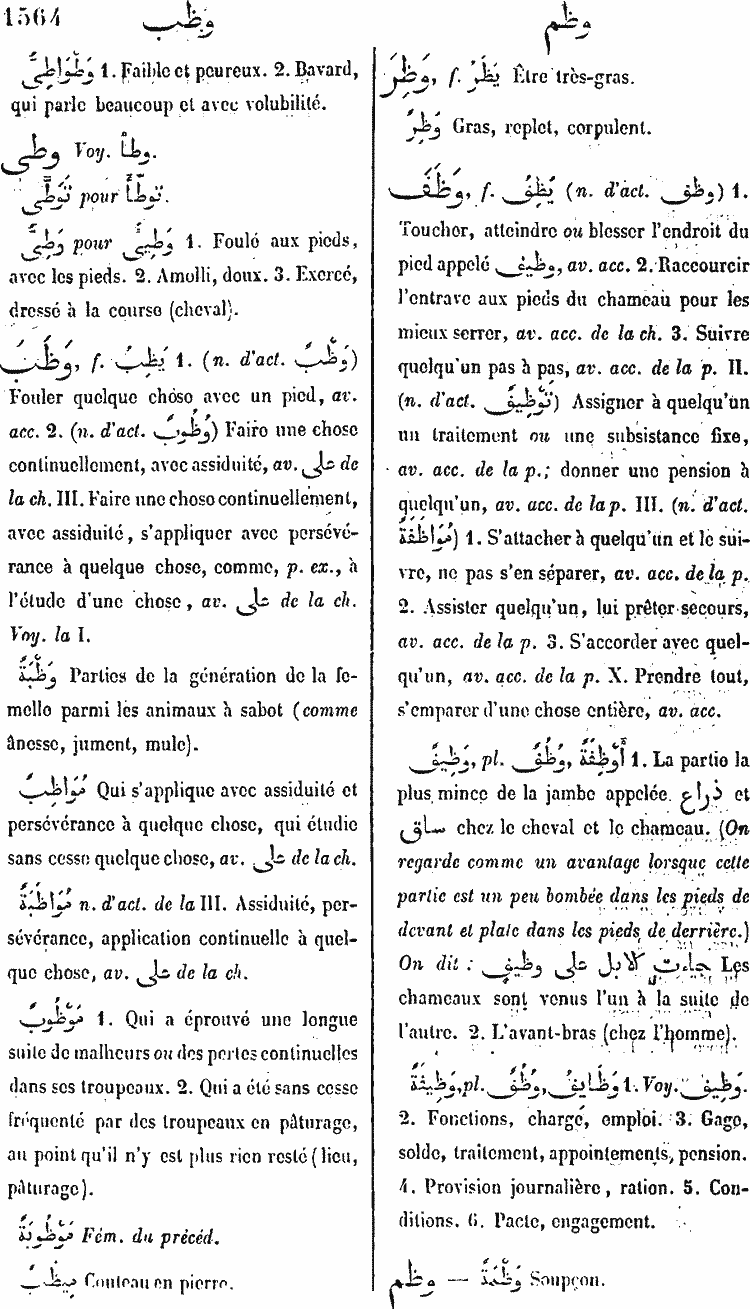 1564
وظب
وظم
وَطْوَاطِيٌّ 1. Faible et peureux. 2. Bavard,
qui parle beaucoup et avec volubilité.
وطى Voy. وطأ.
تَوَطَّى pour تَوَطَّأَ.
وَطِيٌّ pour وَطِيءٌ 1. Foulé aux pieds,
avec les pieds. 2. Amolli, doux. 3. Exercé,
dressé à la course (cheval).
وَظَبَ, f. يَظِبُ 1. (n. d'act. وَظْبٌ)
Fouler quelque chose avec un pied, av.
acc. 2. (n. d'act. وُظُوبٌ) Faire une chose
continuellement, avec assiduité, av. على de
la ch. III. Faire une chose continuellement,
avec assiduité, s'appliquer avec persévé-
rance à quelque chose, comme, p. ex., à
l'étude d'une chose, av. على de la ch.
Voy. la I.
وَظْبَةٌ Parties de la génération de la fe-
melle parmi les animaux à sabot (comme
ânesse, jument, mule).
مُوَاظِبٌ Qui s'applique avec assiduité et
persévérance à quelque chose, qui étudie
sans cesse quelque chose, av. على de la ch.
مُوَاظَبَةٌ n. d'act. de la III. Assiduité, per-
sévérance, application continuelle à quel-
que chose, av. على de la ch.
مَوْظُوبٌ 1. Qui a éprouvé une longue
suite de malheurs ou des pertes continuelles
dans ses troupeaux. 2. Qui a été sans cesse
fréquenté par des troupeaux en pâturage,
au point qu'il n'y est plus rien resté (lieu,
pâturage).
مَوْظُوبَةٌ Fém. du précéd.
مِيظَبٌ Couteau en pierre.
وَظِرَ, f. يَظَرُ Être très-gras.
وَظِرٌ Gras, replet, corpulent.
وَظَفَ, f. يَظِفُ (n. d'act. وظف) 1.
Toucher, atteindre ou blesser l'endroit du
pied appelé وظيف, av. acc. 2. Raccourcir
l'entrave aux pieds du chameau pour les
mieux serrer, av. acc. de la ch. 3. Suivre
quelqu'un pas à pas, av. acc. de la p. II.
(n. d'act. تَوْظِيفٌ) Assigner à quelqu'un
un traitement ou une subsistance fixe,
av. acc. de la p.; donner une pension à
quelqu'un, av. acc. de la p. III. (n. d'act.
مُوَاظَفَةٌ) 1. S'attacher à quelqu'un et le sui-
vre, ne pas s'en séparer, av. acc. de la p.
2. Assister quelqu'un, lui prêter secours,
av. acc. de la p. 3. S'accorder avec quel-
qu'un, av. acc. de la p. X. Prendre tout,
s'emparer d'une chose entière, av. acc.
وَظِيفٌ, pl. وُظُفٌ, أَوْظِفَةٌ 1. La partie la
plus mince de la jambe appelée ذراع et
ساق chez le cheval et le chameau. (On
regarde comme un avantage lorsque cette
partie est un peu bombée dans les pieds de
devant et plate dans les pieds de derrière.)
On dit : جاءت الابل على وظيف Les
chameaux sont venus l'un à la suite de
l'autre. 2. L'avant-bras (chez l'homme).
وَظِيفَةٌ, pl. وُظُفٌ, وَظَايِفُ 1. Voy. وَظِيف.
2. Fonctions, charge, emploi. 3. Gage,
solde, traitement, appointements, pension.
4. Provision journalière, ration. 5. Con-
ditions. 6. Pacte, engagement.
وظم — وَظْمَةٌ Soupçon.